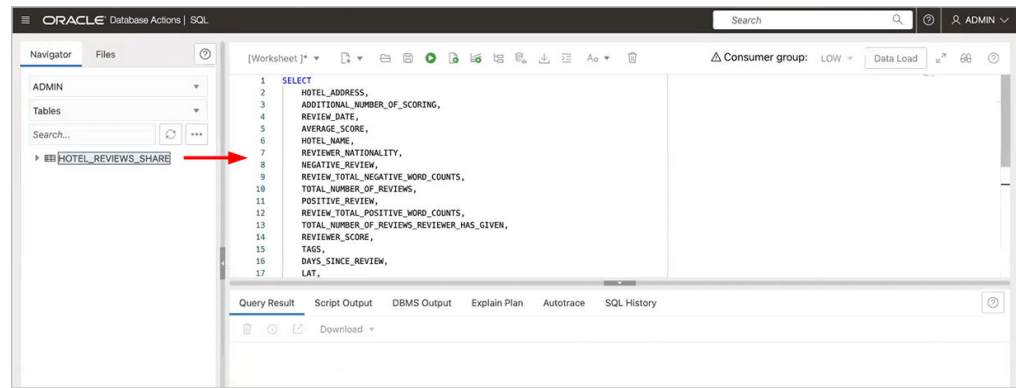 ORACLE Database Actions | SQL
Search
ADMIN
Navigator
Files
ADMIN
Tables
Search...
HOTEL_REVIEWS_SHARE
[Worksheet ]*
Aa
Consumer group: LOW
Data Load
1 SELECT
2 HOTEL_ADDRESS,
3 ADDITIONAL_NUMBER_OF_SCORING,
4 REVIEW_DATE,
5 AVERAGE_SCORE,
6 HOTEL_NAME,
7 REVIEWER_NATIONALITY,
8 NEGATIVE_REVIEW,
9 REVIEW_TOTAL_NEGATIVE_WORD_COUNTS,
10 TOTAL_NUMBER_OF_REVIEWS,
11 POSITIVE_REVIEW,
12 REVIEW_TOTAL_POSITIVE_WORD_COUNTS,
13 TOTAL_NUMBER_OF_REVIEWS_REVIEWER_HAS_GIVEN,
14 REVIEWER_SCORE,
15 TAGS,
16 DAYS_SINCE_REVIEW,
17 LAT,
Query Result
Script Output
DBMS Output
Explain Plan
Autotrace
SQL History
Download